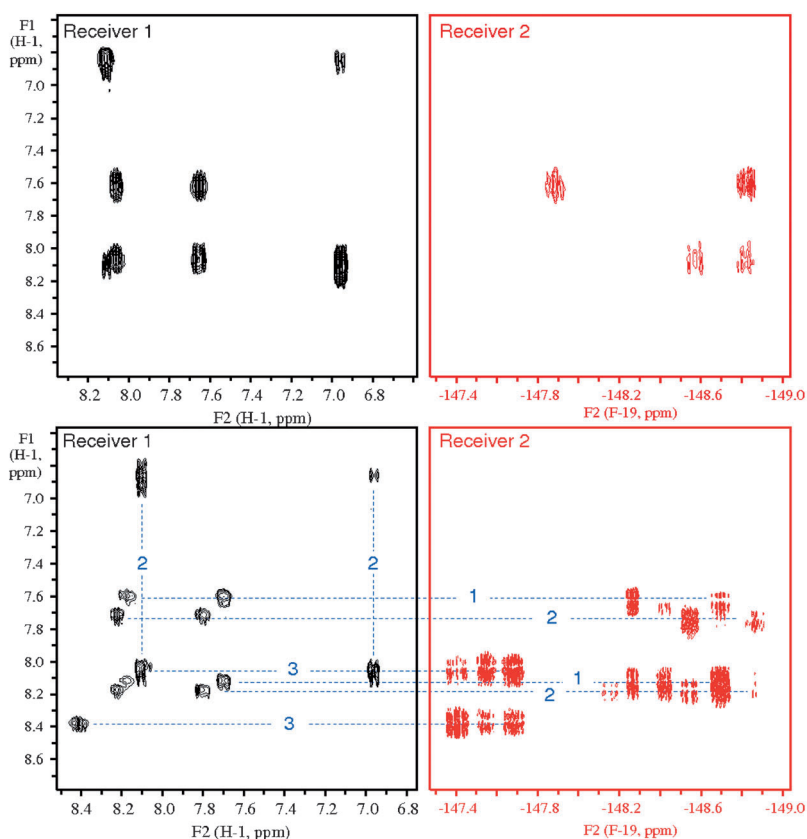 F1
(H-1,
ppm)
Receiver 1
Receiver 2
7.0
7.2
7.4
7.6
7.8
8.0
8.2
8.4
8.6
8.2 8.0 7.8 7.6 7.4 7.2 7.0 6.8
F2 (H-1, ppm)
-147.4 -147.8 -148.2 -148.6 -149.0
F2 (F-19, ppm)
F1
(H-1,
ppm)
Receiver 1
Receiver 2
7.0
7.2
7.4
7.6
7.8
8.0
8.2
8.4
8.6
2 2
1
2
3
1
2
3
8.4 8.2 8.0 7.8 7.6 7.4 7.2 7.0 6.8
F2 (H-1, ppm)
-147.4 -147.8 -148.2 -148.6 -149.0
F2 (F-19, ppm)